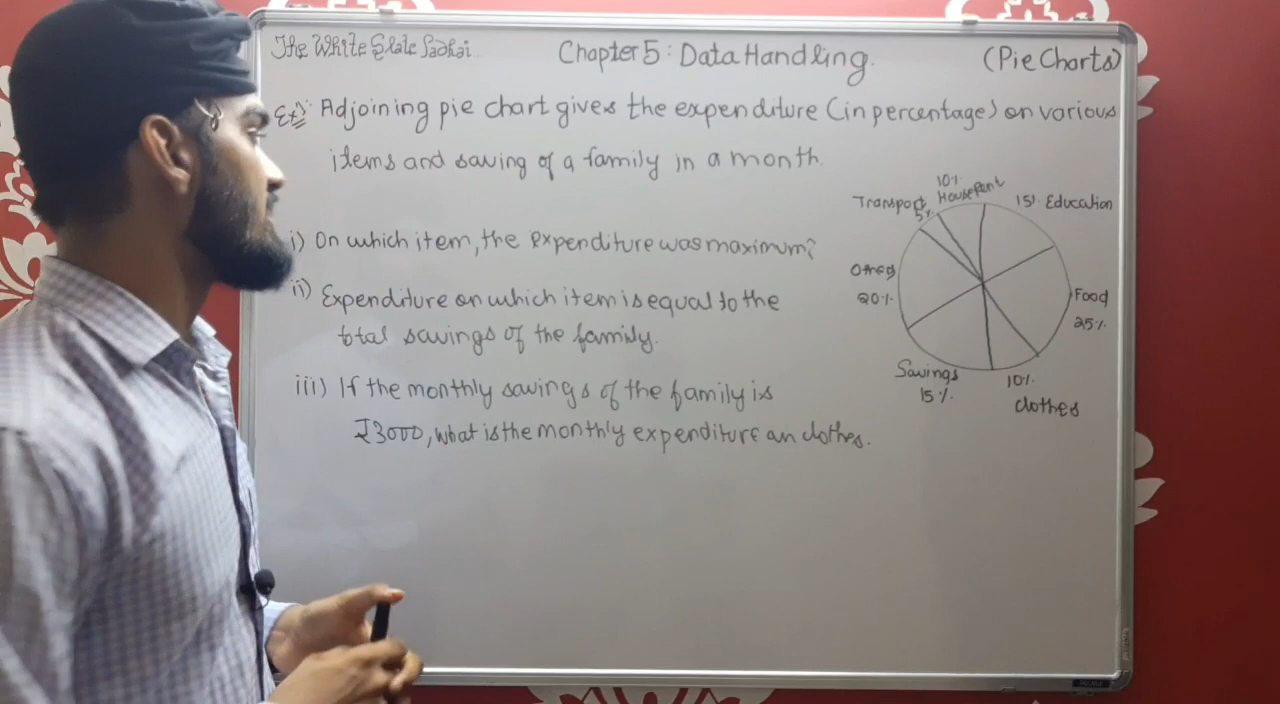 The White Slate Padhai
Chapter 5 : Data Handling
(Pie Charts)
Ex: Adjoining pie chart gives the expenditure (in percentage) on various
items and saving of a family in a month.
i) On which item, the expenditure was maximum?
ii) Expenditure on which item is equal to the
total savings of the family.
iii) If the monthly savings of the family is
₹3000, what is the monthly expenditure on clothes.
10%
House Rent
Transport
5%
15% Education
Others
20%
Food
25%
Savings
15%
10%
clothes